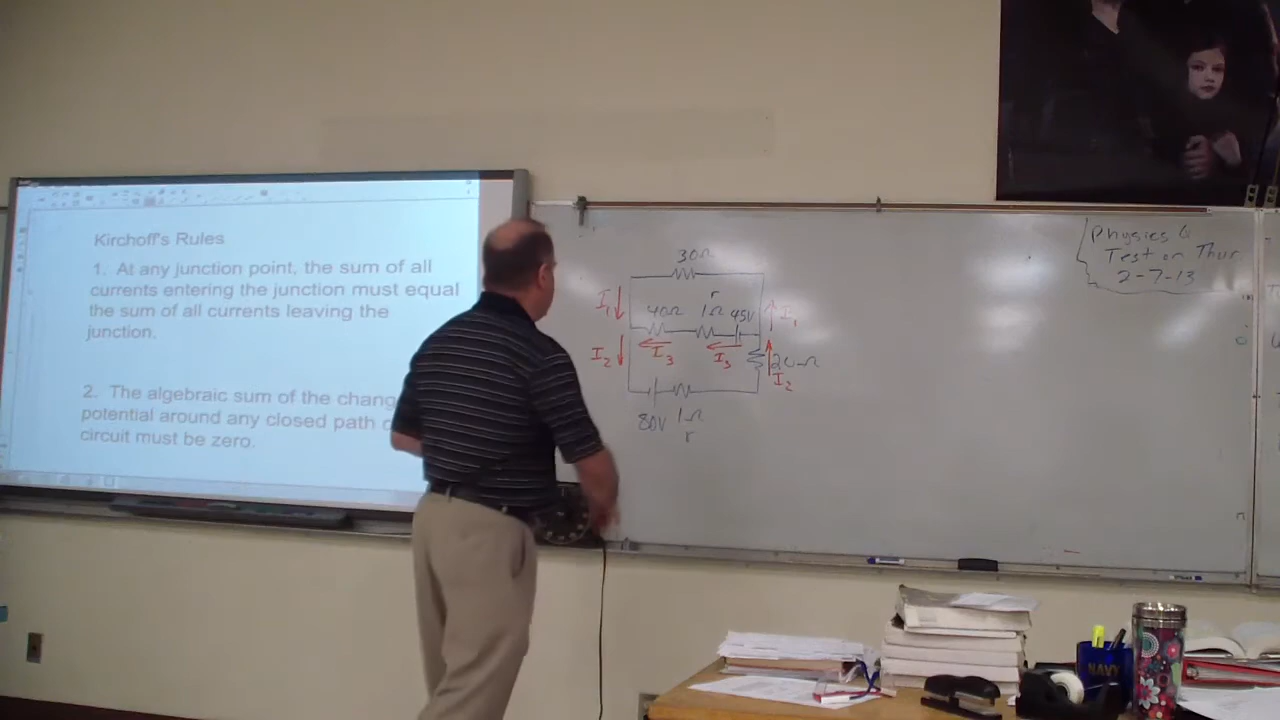 Kirchoff's Rules
1. At any junction point, the sum of all
currents entering the junction must equal
the sum of all currents leaving the
junction.
2. The algebraic sum of the chang
potential around any closed path
circuit must be zero.
30Ω
I₁
40Ω
r
1Ω
45V
I₁
I₂
I₃
I₃
20Ω
I₂
80V
1Ω
r
Physics G
Test on Thur
2-7-13
NAVY